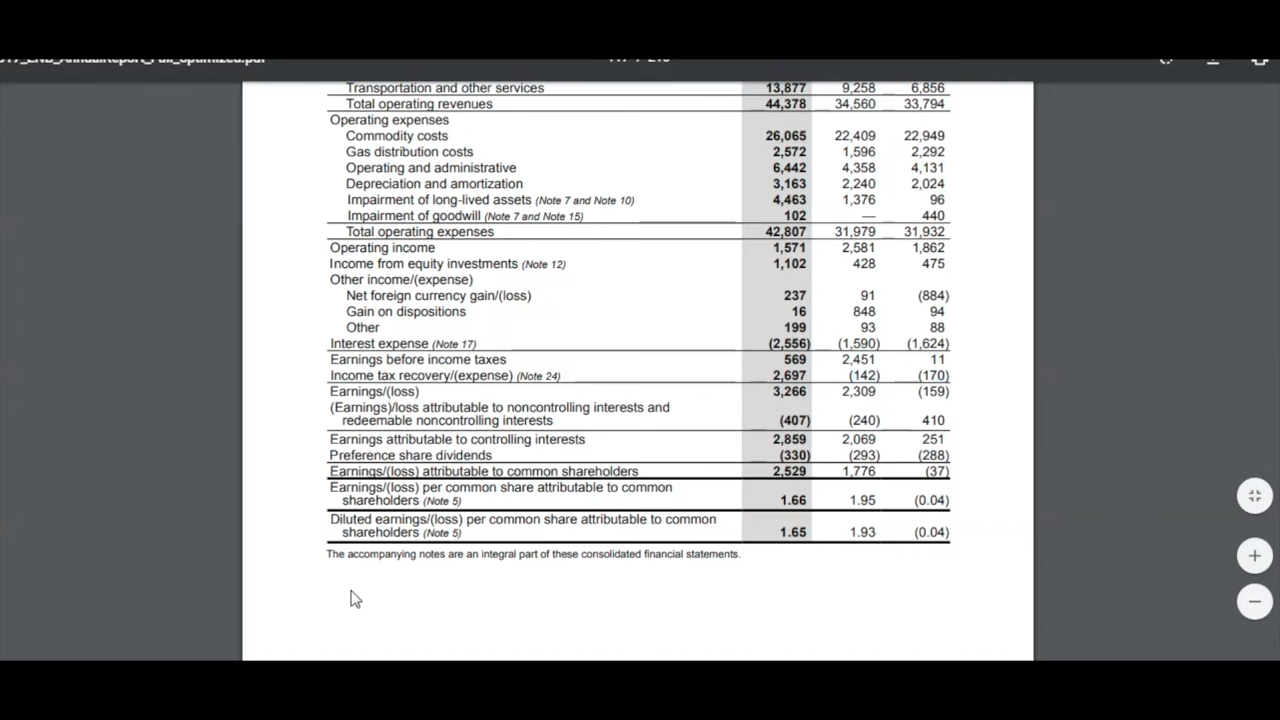 Transportation and other services 13,877 9,258 6,856
Total operating revenues 44,378 34,560 33,794
Operating expenses
Commodity costs 26,065 22,409 22,949
Gas distribution costs 2,572 1,596 2,292
Operating and administrative 6,442 4,358 4,131
Depreciation and amortization 3,163 2,240 2,024
Impairment of long-lived assets (Note 7 and Note 10) 4,463 1,376 96
Impairment of goodwill (Note 7 and Note 15) 102 — 440
Total operating expenses 42,807 31,979 31,932
Operating income 1,571 2,581 1,862
Income from equity investments (Note 12) 1,102 428 475
Other income/(expense)
Net foreign currency gain/(loss) 237 91 (884)
Gain on dispositions 16 848 94
Other 199 93 88
Interest expense (Note 17) (2,556) (1,590) (1,624)
Earnings before income taxes 569 2,451 11
Income tax recovery/(expense) (Note 24) 2,697 (142) (170)
Earnings/(loss) 3,266 2,309 (159)
(Earnings)/loss attributable to noncontrolling interests and
redeemable noncontrolling interests (407) (240) 410
Earnings attributable to controlling interests 2,859 2,069 251
Preference share dividends (330) (293) (288)
Earnings/(loss) attributable to common shareholders 2,529 1,776 (37)
Earnings/(loss) per common share attributable to common
shareholders (Note 5) 1.66 1.95 (0.04)
Diluted earnings/(loss) per common share attributable to common
shareholders (Note 5) 1.65 1.93 (0.04)
The accompanying notes are an integral part of these consolidated financial statements.